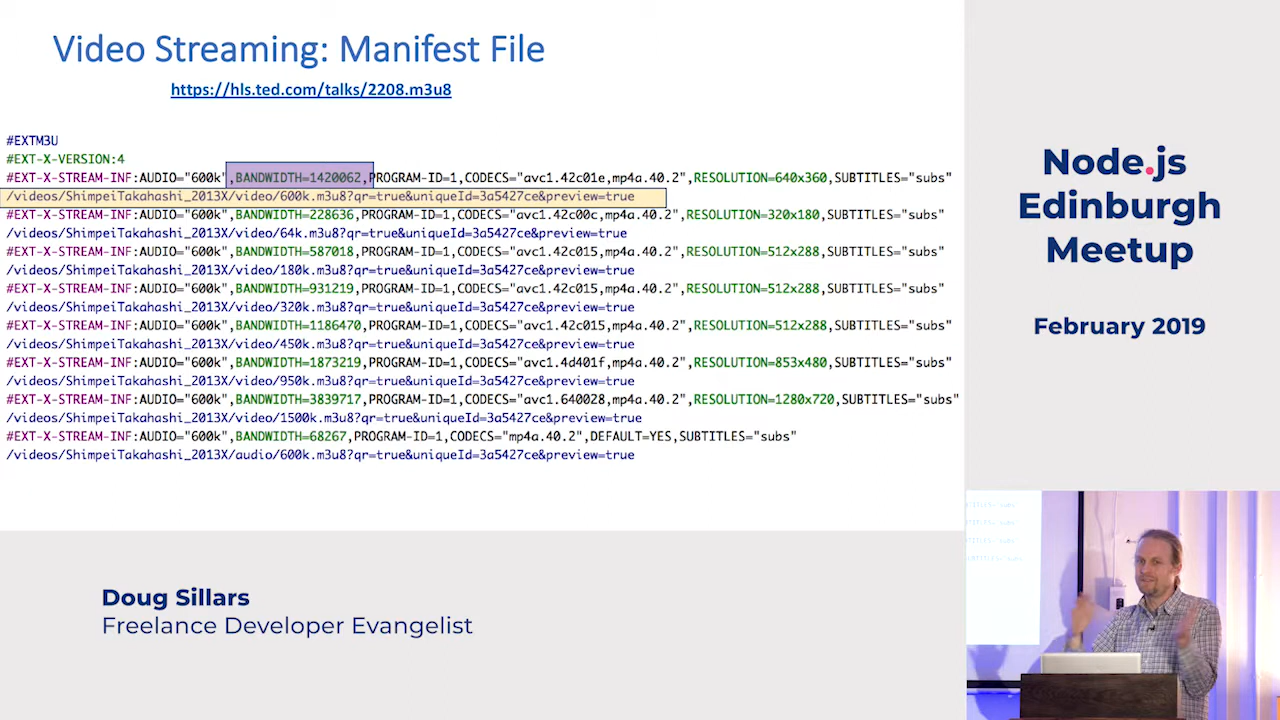 Video Streaming: Manifest File
https://hls.ted.com/talks/2208.m3u8
#EXTM3U
#EXT-X-VERSION:4
#EXT-X-STREAM-INF:AUDIO="600k",BANDWIDTH=1420062,PROGRAM-ID=1,CODECS="avc1.42c01e,mp4a.40.2",RESOLUTION=640x360,SUBTITLES="subs"
/videos/ShimpeiTakahashi_2013X/video/600k.m3u8?qr=true&uniqueId=3a5427ce&preview=true
#EXT-X-STREAM-INF:AUDIO="600k",BANDWIDTH=228636,PROGRAM-ID=1,CODECS="avc1.42c00c,mp4a.40.2",RESOLUTION=320x180,SUBTITLES="subs"
/videos/ShimpeiTakahashi_2013X/video/64k.m3u8?qr=true&uniqueId=3a5427ce&preview=true
#EXT-X-STREAM-INF:AUDIO="600k",BANDWIDTH=587018,PROGRAM-ID=1,CODECS="avc1.42c015,mp4a.40.2",RESOLUTION=512x288,SUBTITLES="subs"
/videos/ShimpeiTakahashi_2013X/video/180k.m3u8?qr=true&uniqueId=3a5427ce&preview=true
#EXT-X-STREAM-INF:AUDIO="600k",BANDWIDTH=931219,PROGRAM-ID=1,CODECS="avc1.42c015,mp4a.40.2",RESOLUTION=512x288,SUBTITLES="subs"
/videos/ShimpeiTakahashi_2013X/video/320k.m3u8?qr=true&uniqueId=3a5427ce&preview=true
#EXT-X-STREAM-INF:AUDIO="600k",BANDWIDTH=1186470,PROGRAM-ID=1,CODECS="avc1.42c015,mp4a.40.2",RESOLUTION=512x288,SUBTITLES="subs"
/videos/ShimpeiTakahashi_2013X/video/450k.m3u8?qr=true&uniqueId=3a5427ce&preview=true
#EXT-X-STREAM-INF:AUDIO="600k",BANDWIDTH=1873219,PROGRAM-ID=1,CODECS="avc1.4d401f,mp4a.40.2",RESOLUTION=853x480,SUBTITLES="subs"
/videos/ShimpeiTakahashi_2013X/video/950k.m3u8?qr=true&uniqueId=3a5427ce&preview=true
#EXT-X-STREAM-INF:AUDIO="600k",BANDWIDTH=3839717,PROGRAM-ID=1,CODECS="avc1.640028,mp4a.40.2",RESOLUTION=1280x720,SUBTITLES="subs"
/videos/ShimpeiTakahashi_2013X/video/1500k.m3u8?qr=true&uniqueId=3a5427ce&preview=true
#EXT-X-STREAM-INF:AUDIO="600k",BANDWIDTH=68267,PROGRAM-ID=1,CODECS="mp4a.40.2",DEFAULT=YES,SUBTITLES="subs"
/videos/ShimpeiTakahashi_2013X/audio/600k.m3u8?qr=true&uniqueId=3a5427ce&preview=true
Node.js
Edinburgh
Meetup
February 2019
Doug Sillars
Freelance Developer Evangelist